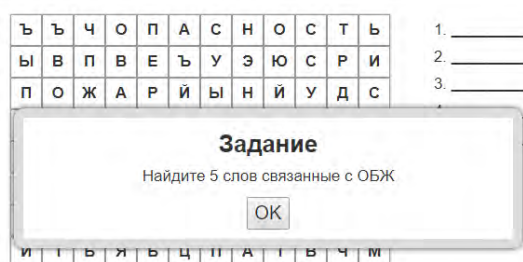 Ъ Ъ Ч О П А С Н О С Т Ь
Ы В П В Е Ъ У Э Ю С Р И
П О Ж А Р Й Ы Н Й У Д С
1.
2.
3.
Задание
Найдите 5 слов связанные с ОБЖ
OK